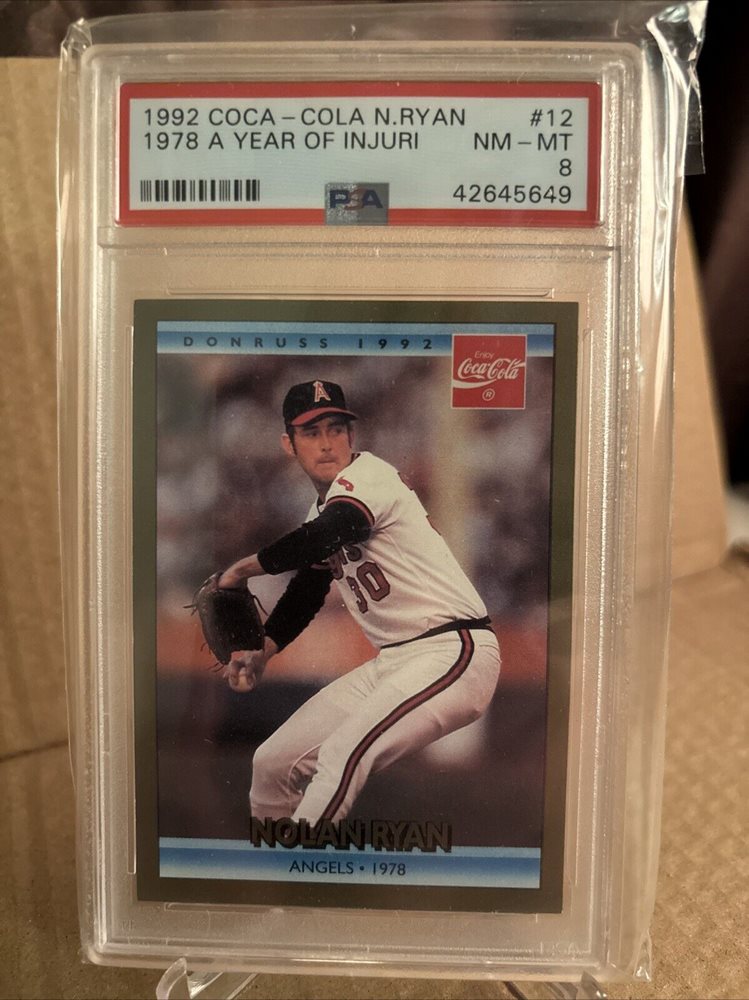 1992 COCA-COLA N.RYAN #12
1978 A YEAR OF INJURI NM-MT
8
PSA 42645649
DONRUSS 1992
Enjoy
Coca-Cola
®
A
30
NOLAN RYAN
ANGELS • 1978